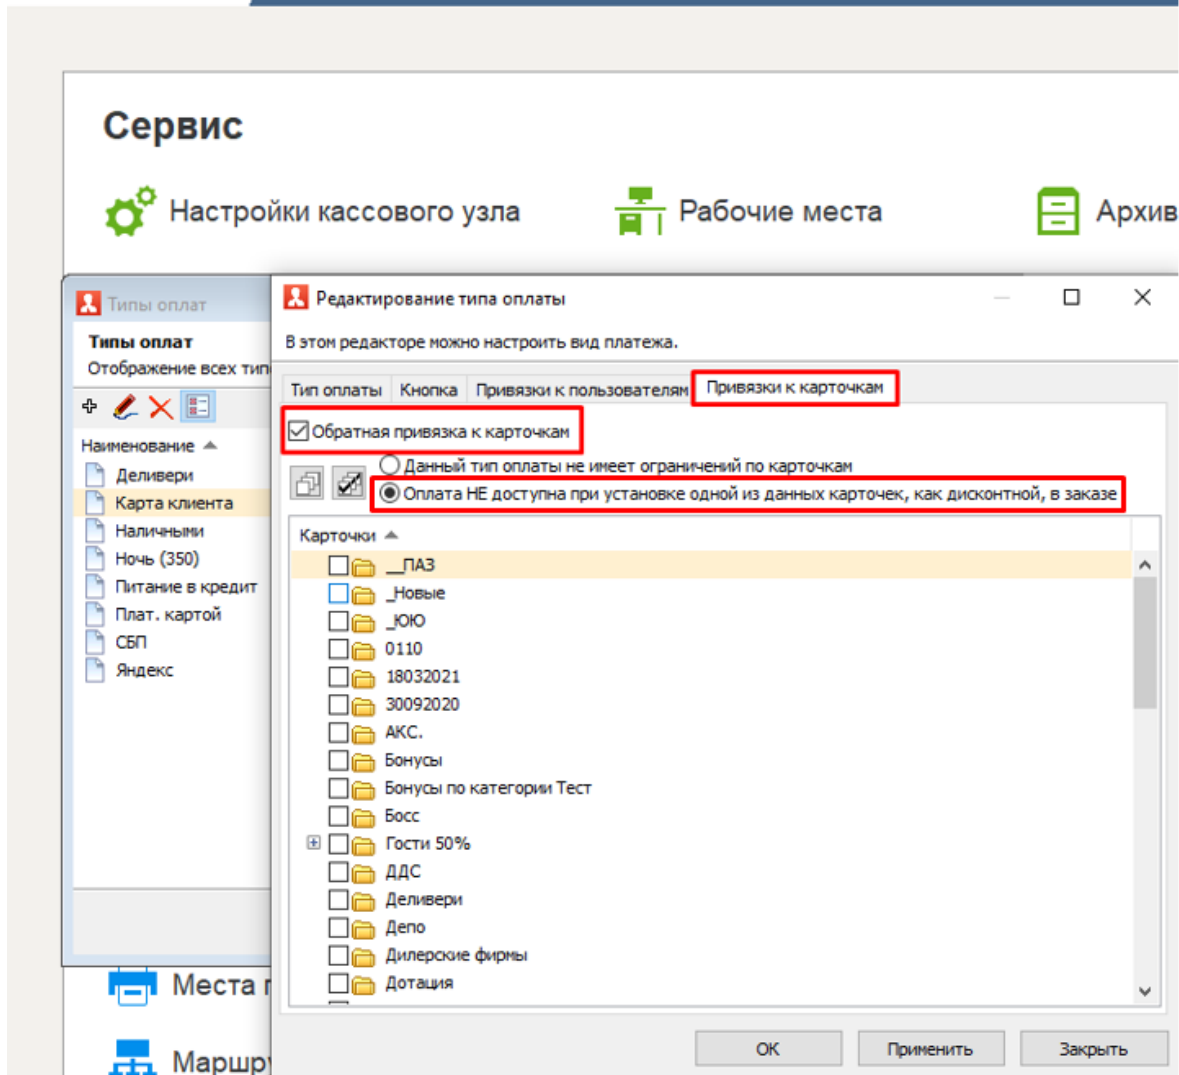 Сервис
Настройки кассового узла
Рабочие места
Архив
Типы оплат
Типы оплат
Отображение всех тип
Наименование
Деливери
Карта клиента
Наличными
Ночь (350)
Питание в кредит
Плат. картой
СБП
Яндекс
Редактирование типа оплаты
В этом редакторе можно настроить вид платежа.
Тип оплаты Кнопка Привязки к пользователям Привязки к карточкам
Обратная привязка к карточкам
Данный тип оплаты не имеет ограничений по карточкам
Оплата НЕ доступна при установке одной из данных карточек, как дисконтной, в заказе
Карточки
__ПАЗ
_Новые
_ЮЮ
0110
18032021
30092020
АКС.
Бонусы
Бонусы по категории Тест
Босс
Гости 50%
ДДС
Деливери
Депо
Дилерские фирмы
Дотация
ОК
Применить
Закрыть
Места
Маршру